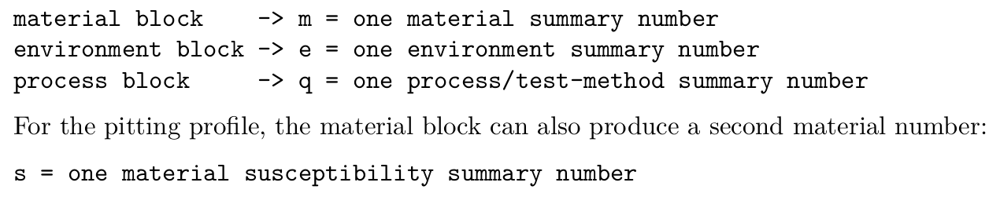 material block    -> m = one material summary number
environment block -> e = one environment summary number
process block     -> q = one process/test-method summary number
For the pitting profile, the material block can also produce a second material number:
s = one material susceptibility summary number